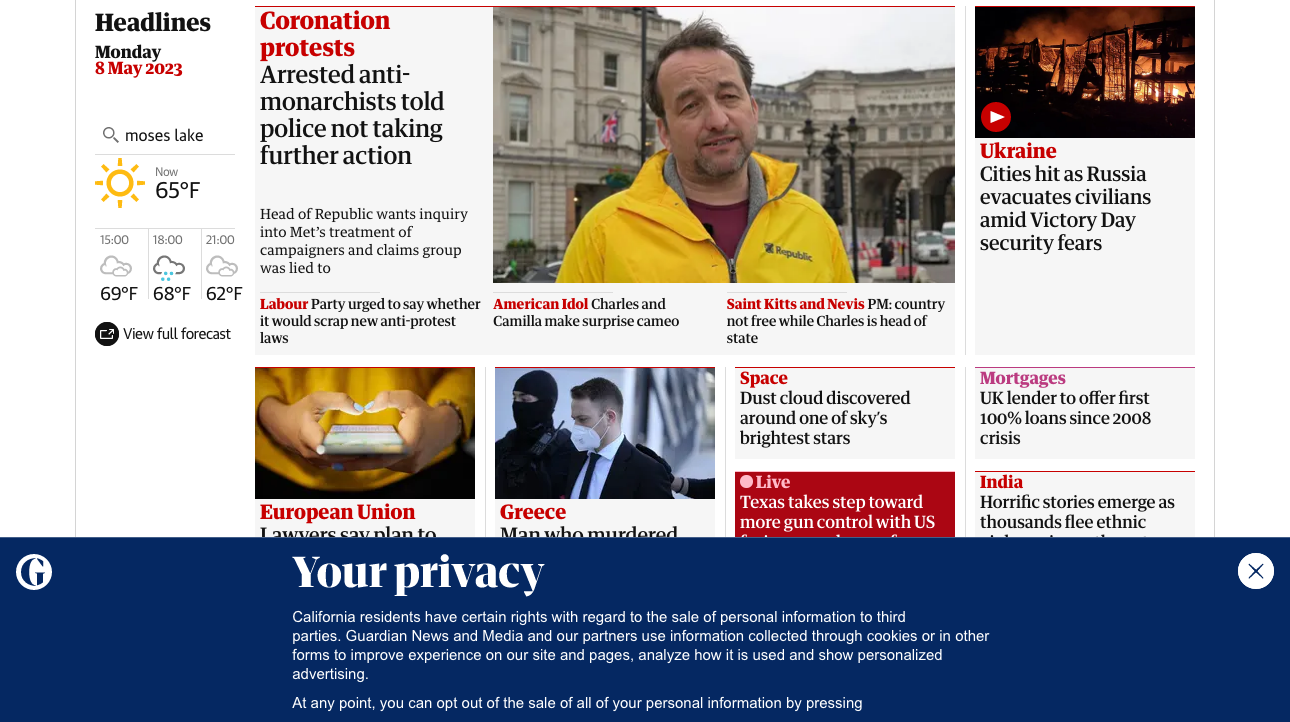 Headlines
Monday
8 May 2023
moses lake
Now
65°F
15:00
18:00
21:00
69°F
68°F
62°F
View full forecast
Coronation
protests
Arrested anti-
monarchists told
police not taking
further action
Head of Republic wants inquiry
into Met's treatment of
campaigners and claims group
was lied to
Republic
Labour Party urged to say whether
it would scrap new anti-protest
laws
American Idol Charles and
Camilla make surprise cameo
Saint Kitts and Nevis PM: country
not free while Charles is head of
state
Ukraine
Cities hit as Russia
evacuates civilians
amid Victory Day
security fears
European Union
Lawyers say plan to
Greece
Man who murdered
Space
Dust cloud discovered
around one of sky's
brightest stars
Live
Texas takes step toward
more gun control with US
Mortgages
UK lender to offer first
100% loans since 2008
crisis
India
Horrific stories emerge as
thousands flee ethnic
Your privacy
California residents have certain rights with regard to the sale of personal information to third
parties. Guardian News and Media and our partners use information collected through cookies or in other
forms to improve experience on our site and pages, analyze how it is used and show personalized
advertising.
At any point, you can opt out of the sale of all of your personal information by pressing